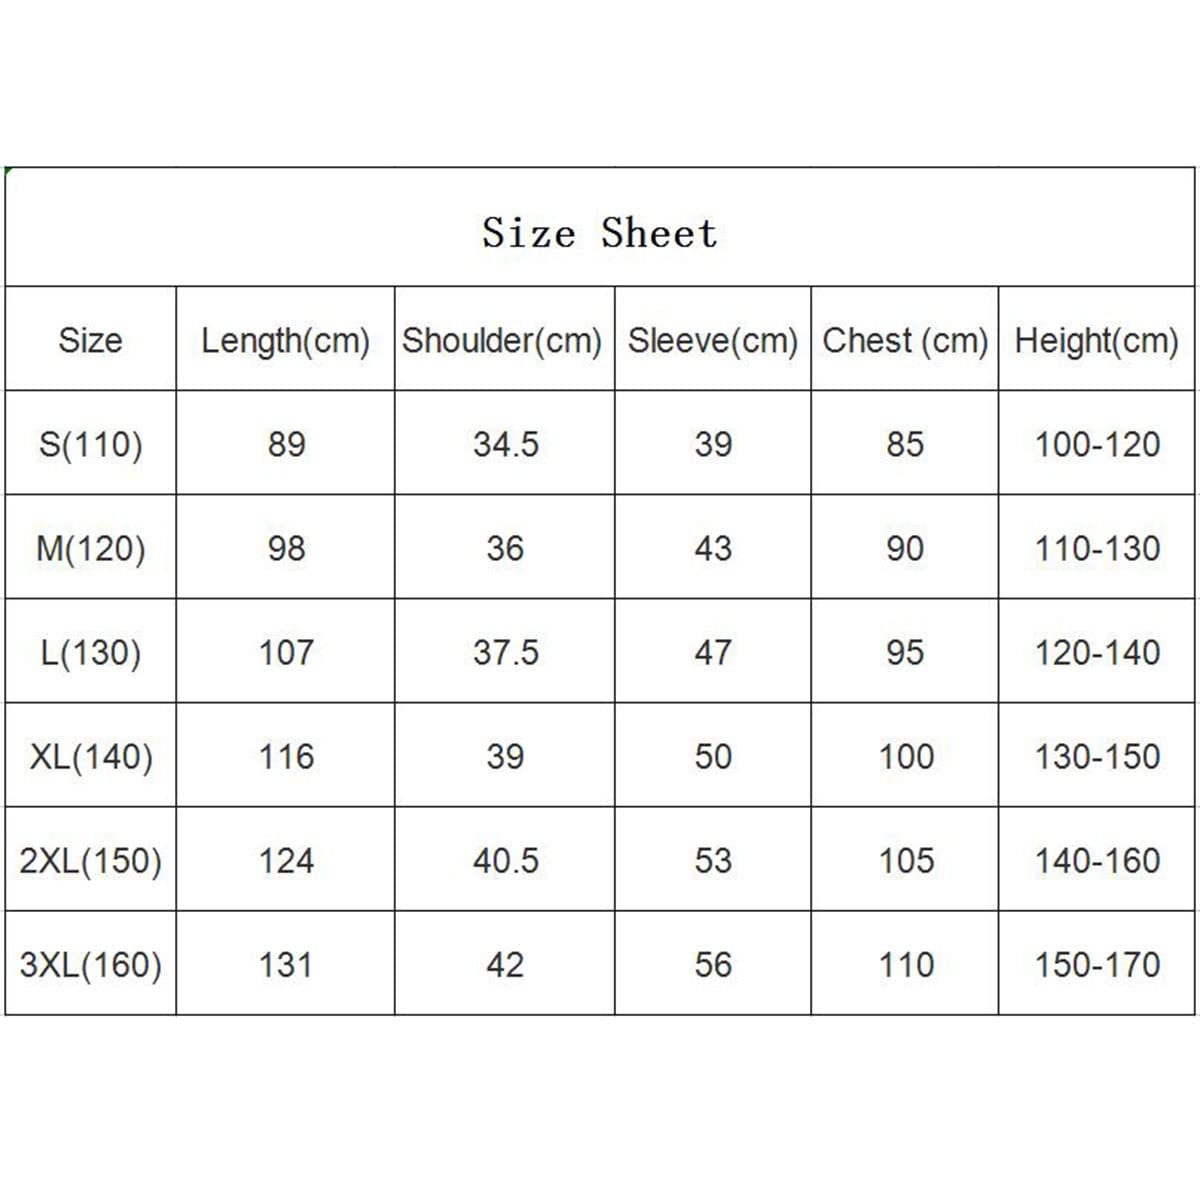 Size Sheet
Size Length(cm) Shoulder(cm) Sleeve(cm) Chest (cm) Height(cm)
S(110) 89 34.5 39 85 100-120
M(120) 98 36 43 90 110-130
L(130) 107 37.5 47 95 120-140
XL(140) 116 39 50 100 130-150
2XL(150) 124 40.5 53 105 140-160
3XL(160) 131 42 56 110 150-170